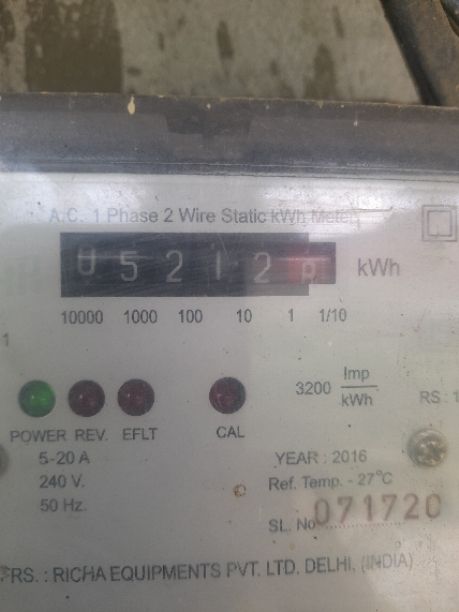 A.C. 1 Phase 2 Wire Static kWh Meter
05212 kWh
10000 1000 100 10 1 1/10
3200 Imp/kWh
RS : 1
POWER REV. EFLT CAL
5-20 A
240 V.
50 Hz.
YEAR : 2016
Ref. Temp. - 27°C
SL. No 071720
FRS. : RICHA EQUIPMENTS PVT. LTD. DELHI, (INDIA)